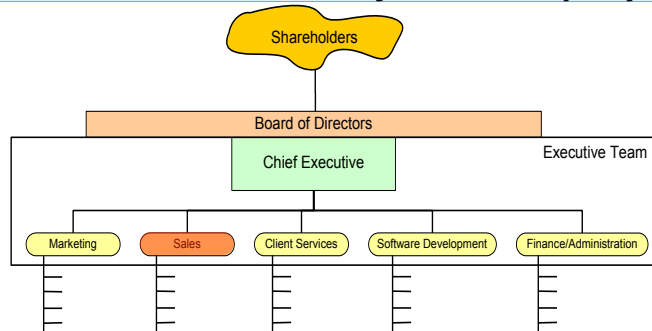 Shareholders
Board of Directors
Chief Executive
Executive Team
Marketing
Sales
Client Services
Software Development
Finance/Administration